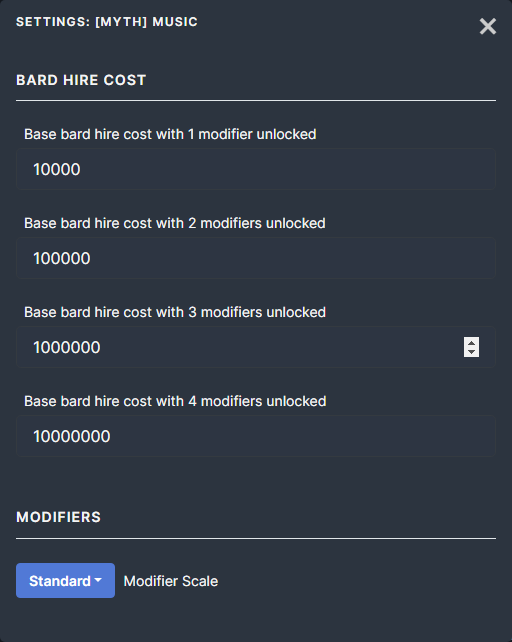 SETTINGS: [MYTH] MUSIC
BARD HIRE COST
Base bard hire cost with 1 modifier unlocked
10000
Base bard hire cost with 2 modifiers unlocked
100000
Base bard hire cost with 3 modifiers unlocked
1000000
Base bard hire cost with 4 modifiers unlocked
10000000
MODIFIERS
Standard Modifier Scale